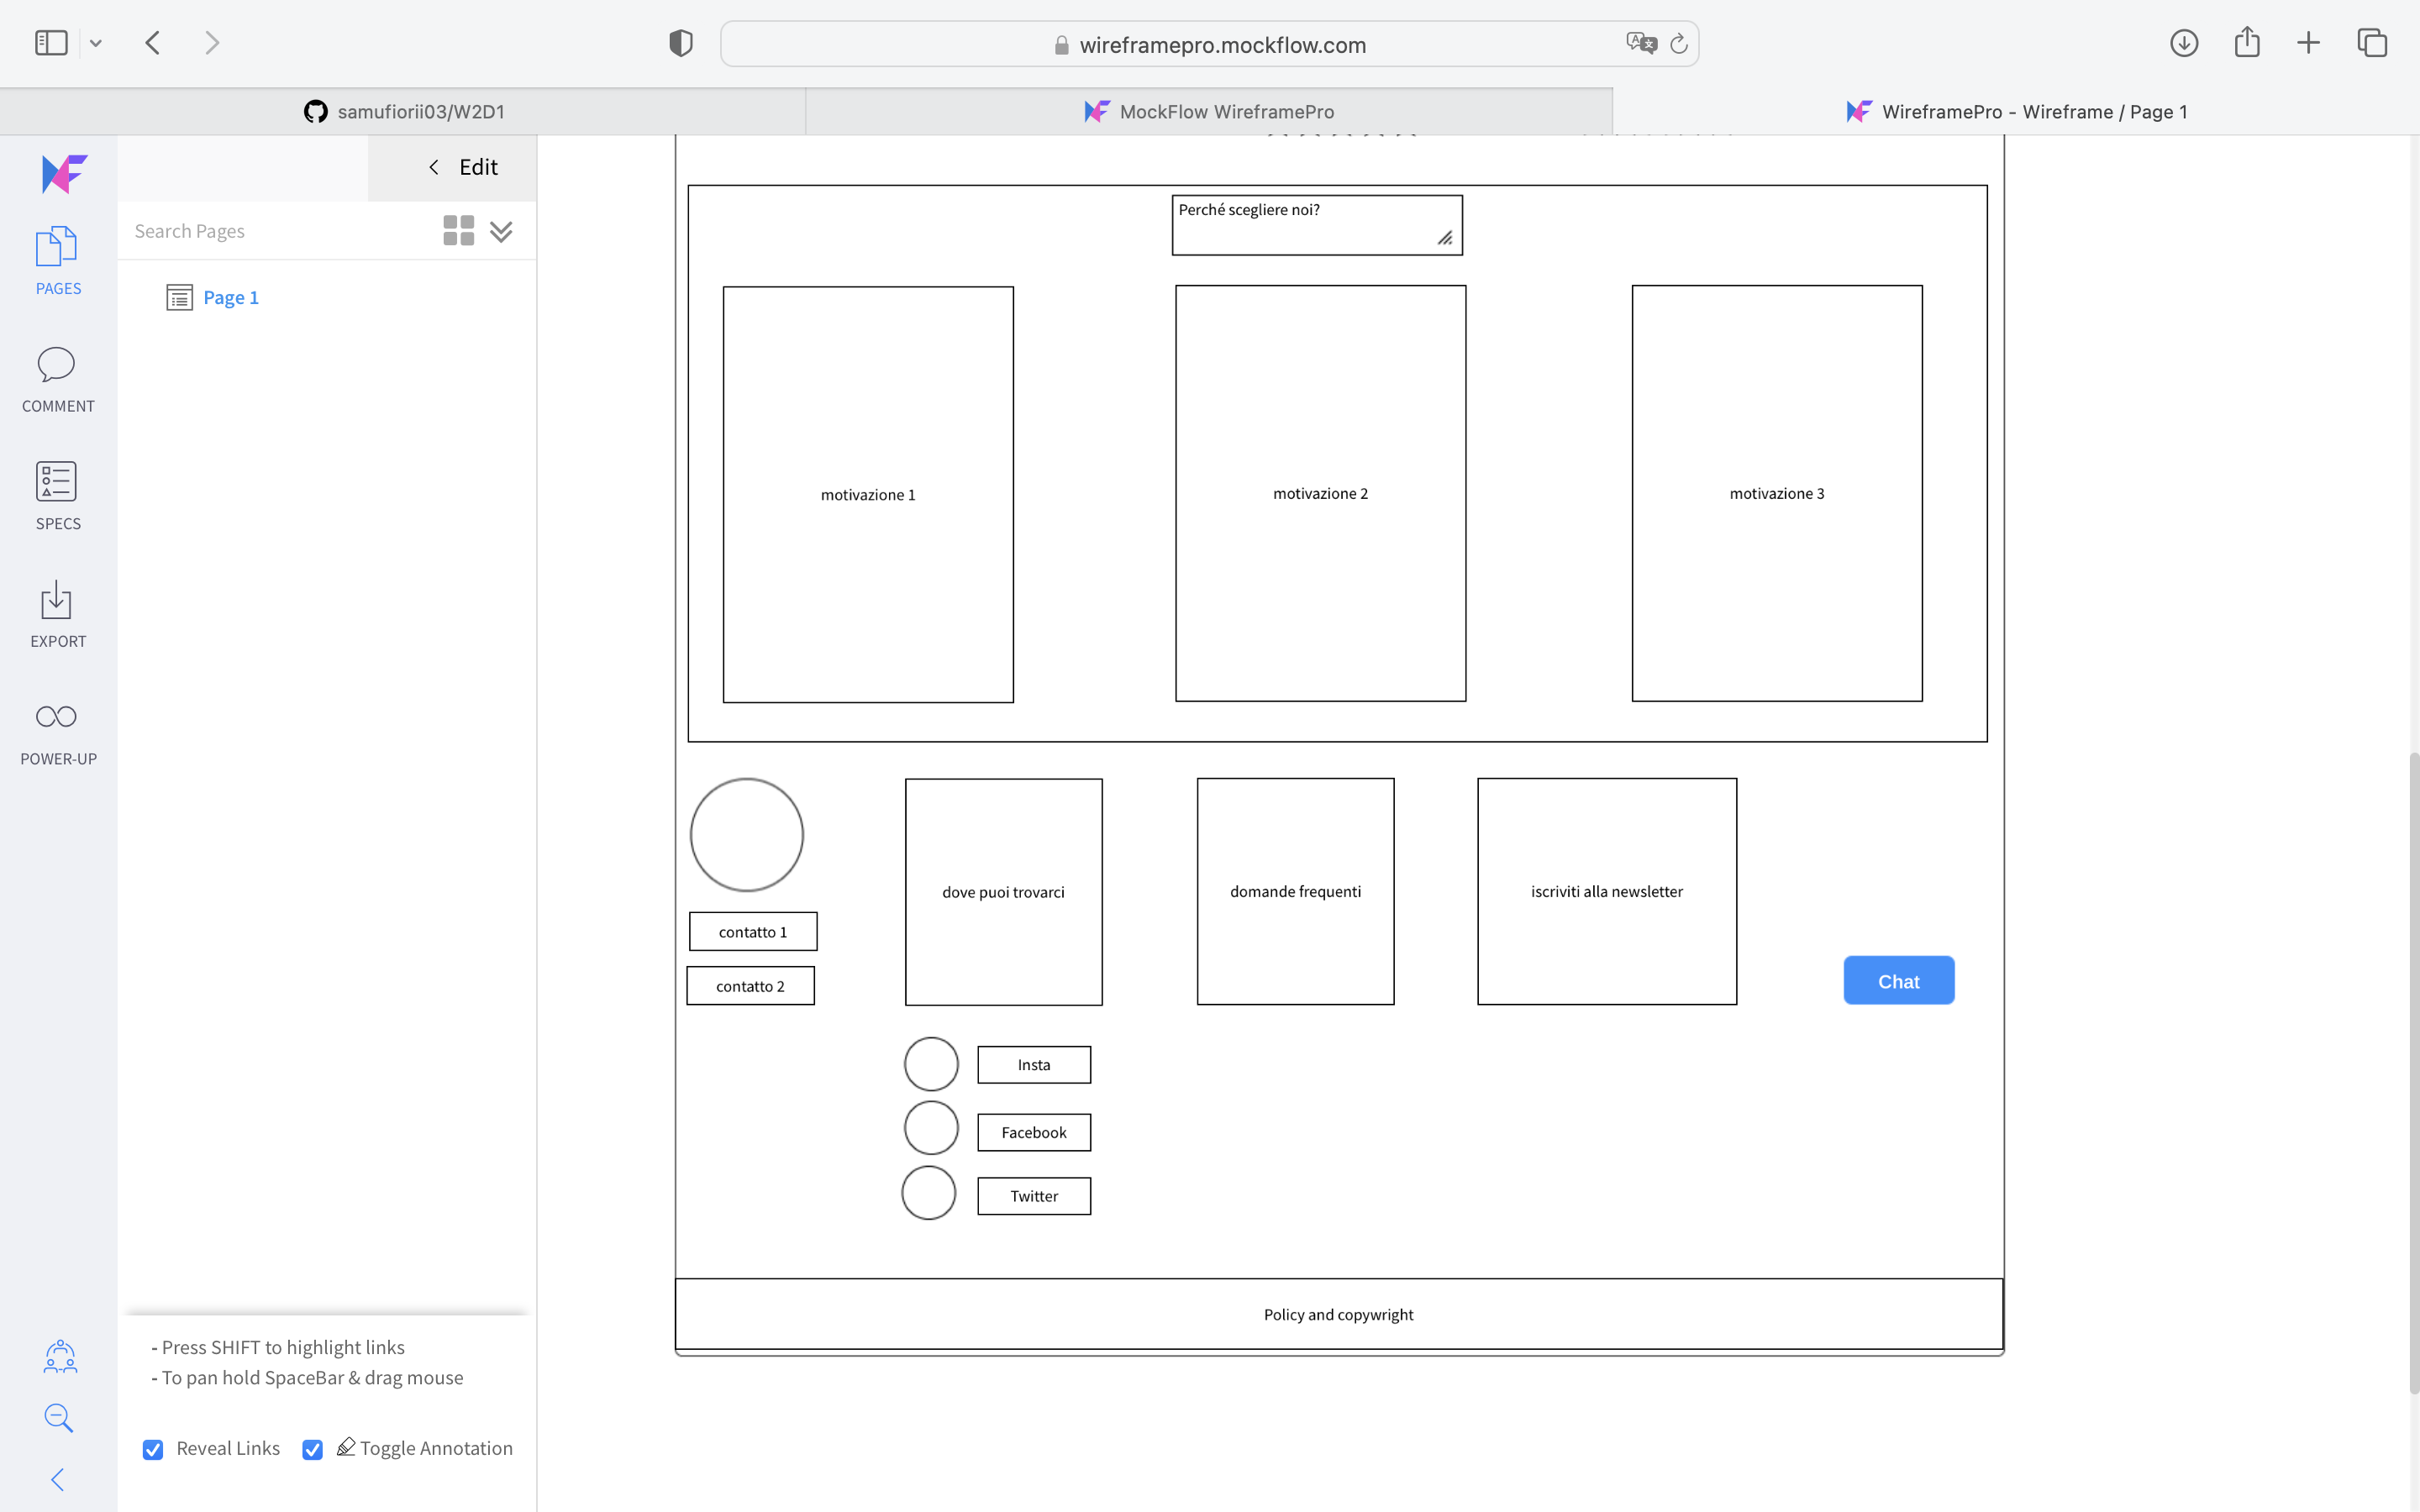 wireframepro.mockflow.com
samufiorii03/W2D1
MockFlow WireframePro
WireframePro - Wireframe / Page 1
Edit
Search Pages
Page 1
PAGES
COMMENT
SPECS
EXPORT
POWER-UP
Perché scegliere noi?
motivazione 1
motivazione 2
motivazione 3
dove puoi trovarci
domande frequenti
iscriviti alla newsletter
contatto 1
contatto 2
Chat
Insta
Facebook
Twitter
Policy and copywright
- Press SHIFT to highlight links
- To pan hold SpaceBar & drag mouse
Reveal Links
Toggle Annotation